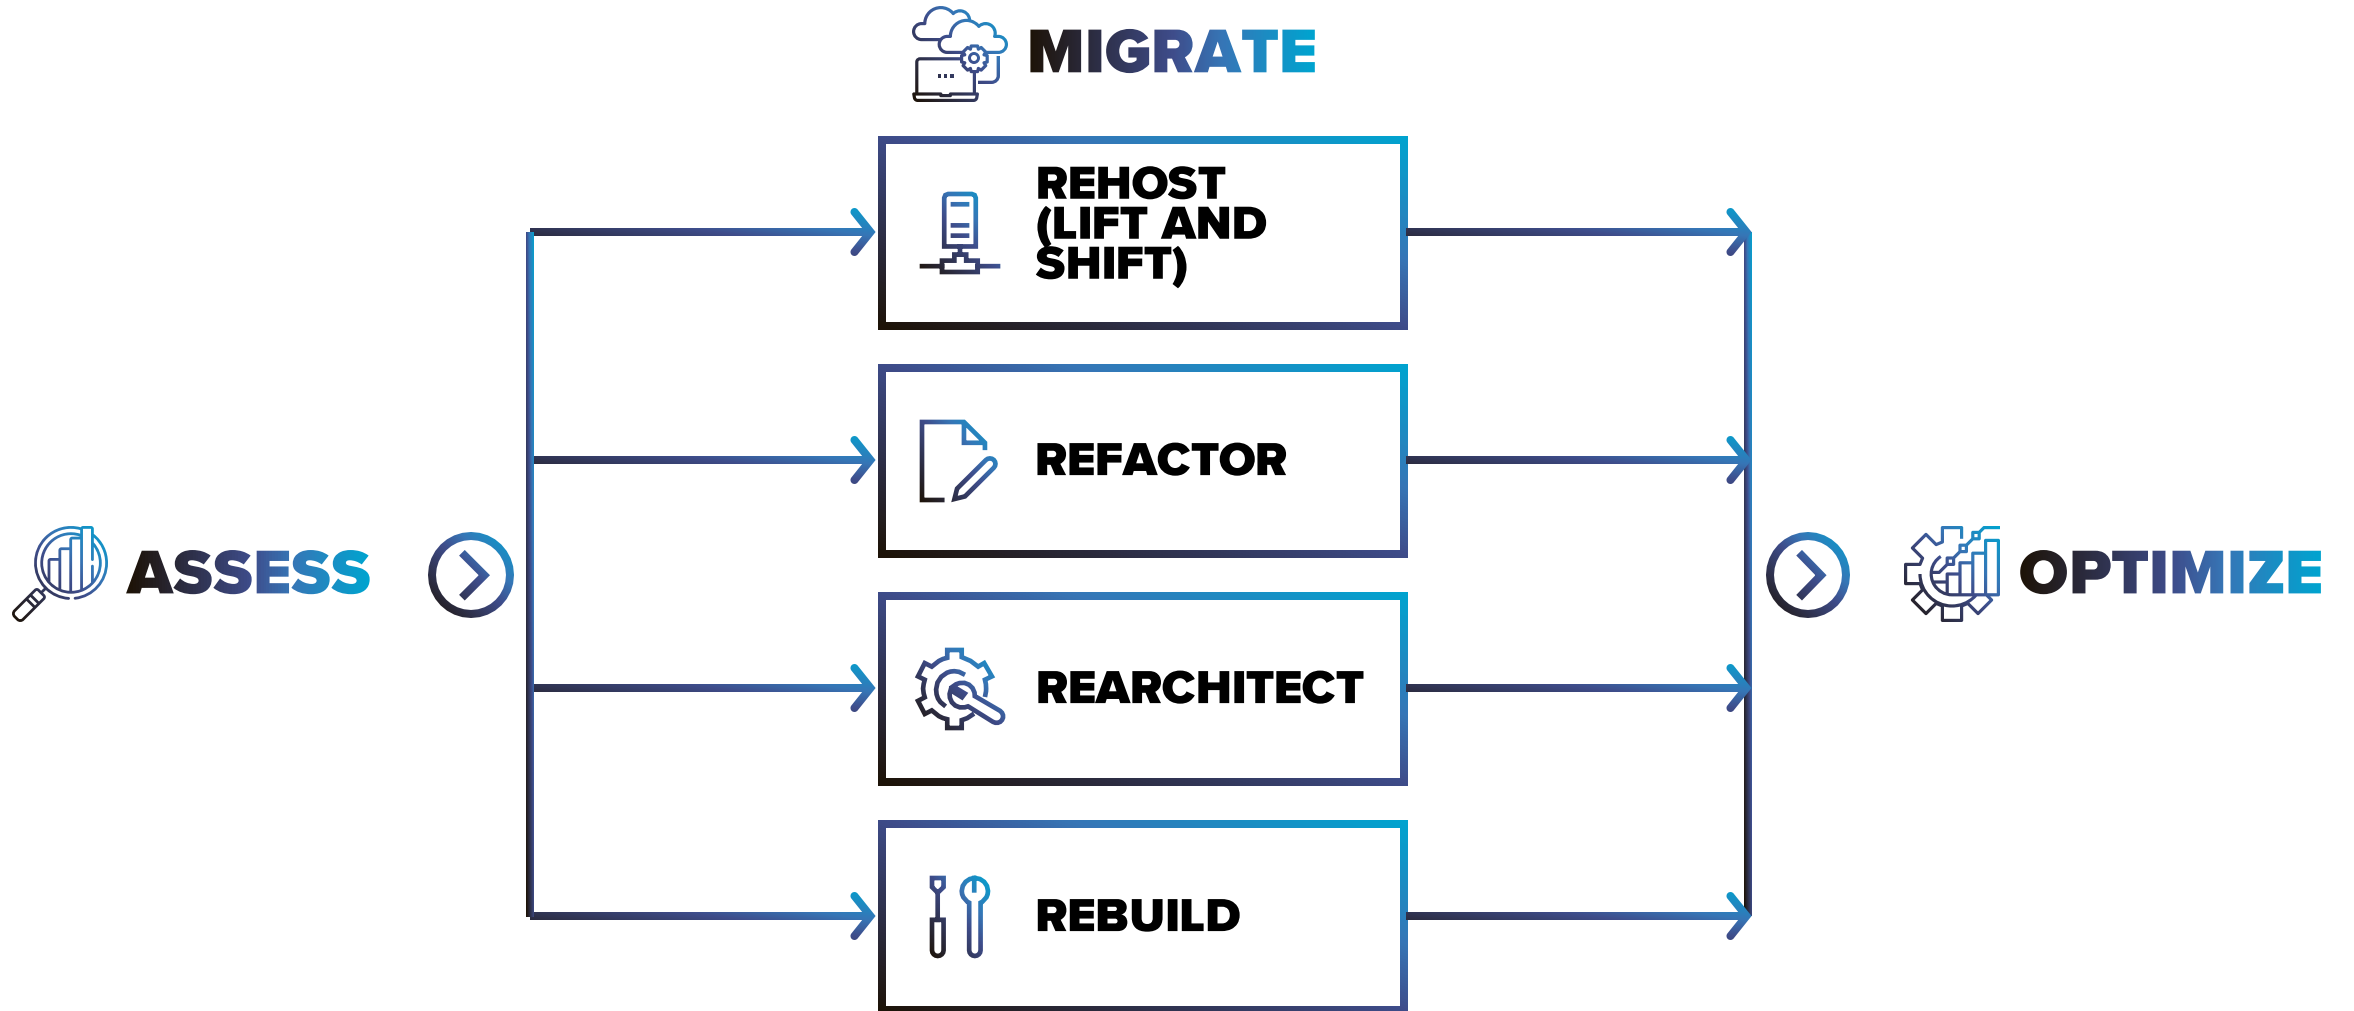 MIGRATE
REHOST
(LIFT AND
SHIFT)
REFACTOR
ASSESS
OPTIMIZE
REARCHITECT
REBUILD